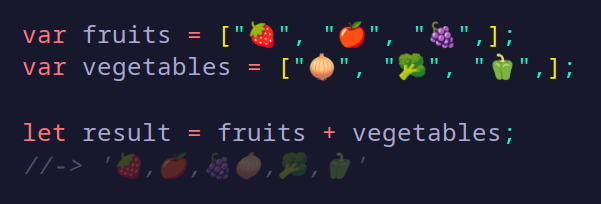 var fruits = ["🍓", "🍎", "🍇",];
var vegetables = ["🧅", "🥦", "🫑",];
let result = fruits + vegetables;
//-> '🍓,🍎,🍇🧅,🥦,🫑'